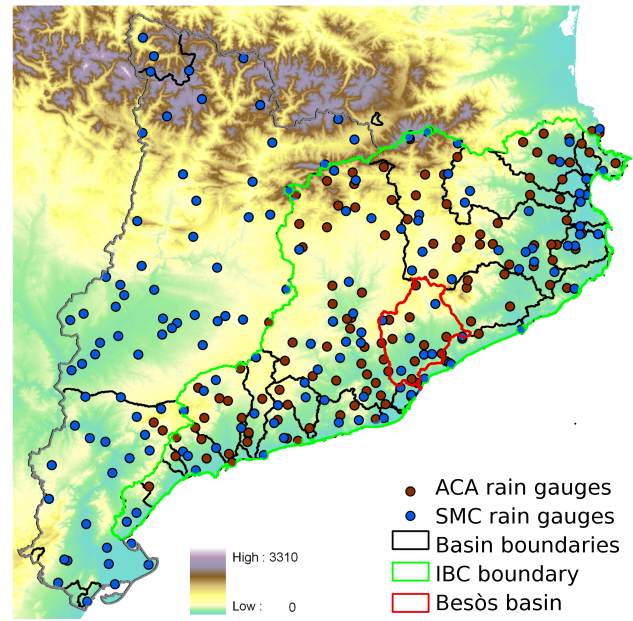 ACA rain gauges
SMC rain gauges
Basin boundaries
IBC boundary
Besòs basin
High : 3310
Low : 0